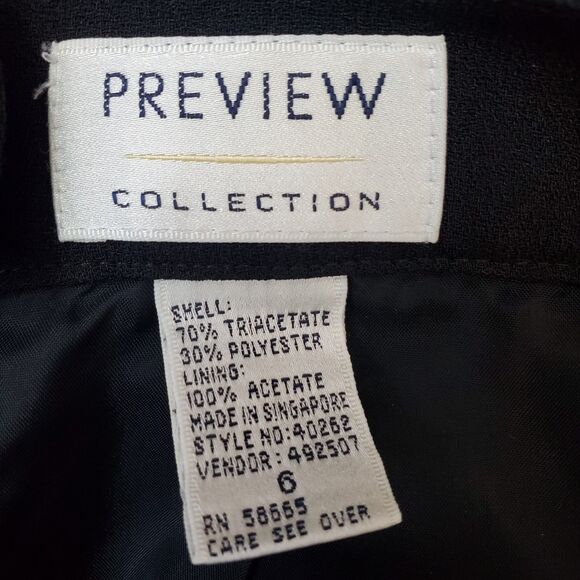 PREVIEW
COLLECTION
SHELL:
70% TRIACETATE
30% POLYESTER
LINING:
100% ACETATE
MADE IN SINGAPORE
STYLE NO: 40262
VENDOR: 492507
6
RN 58665
CARE SEE OVER